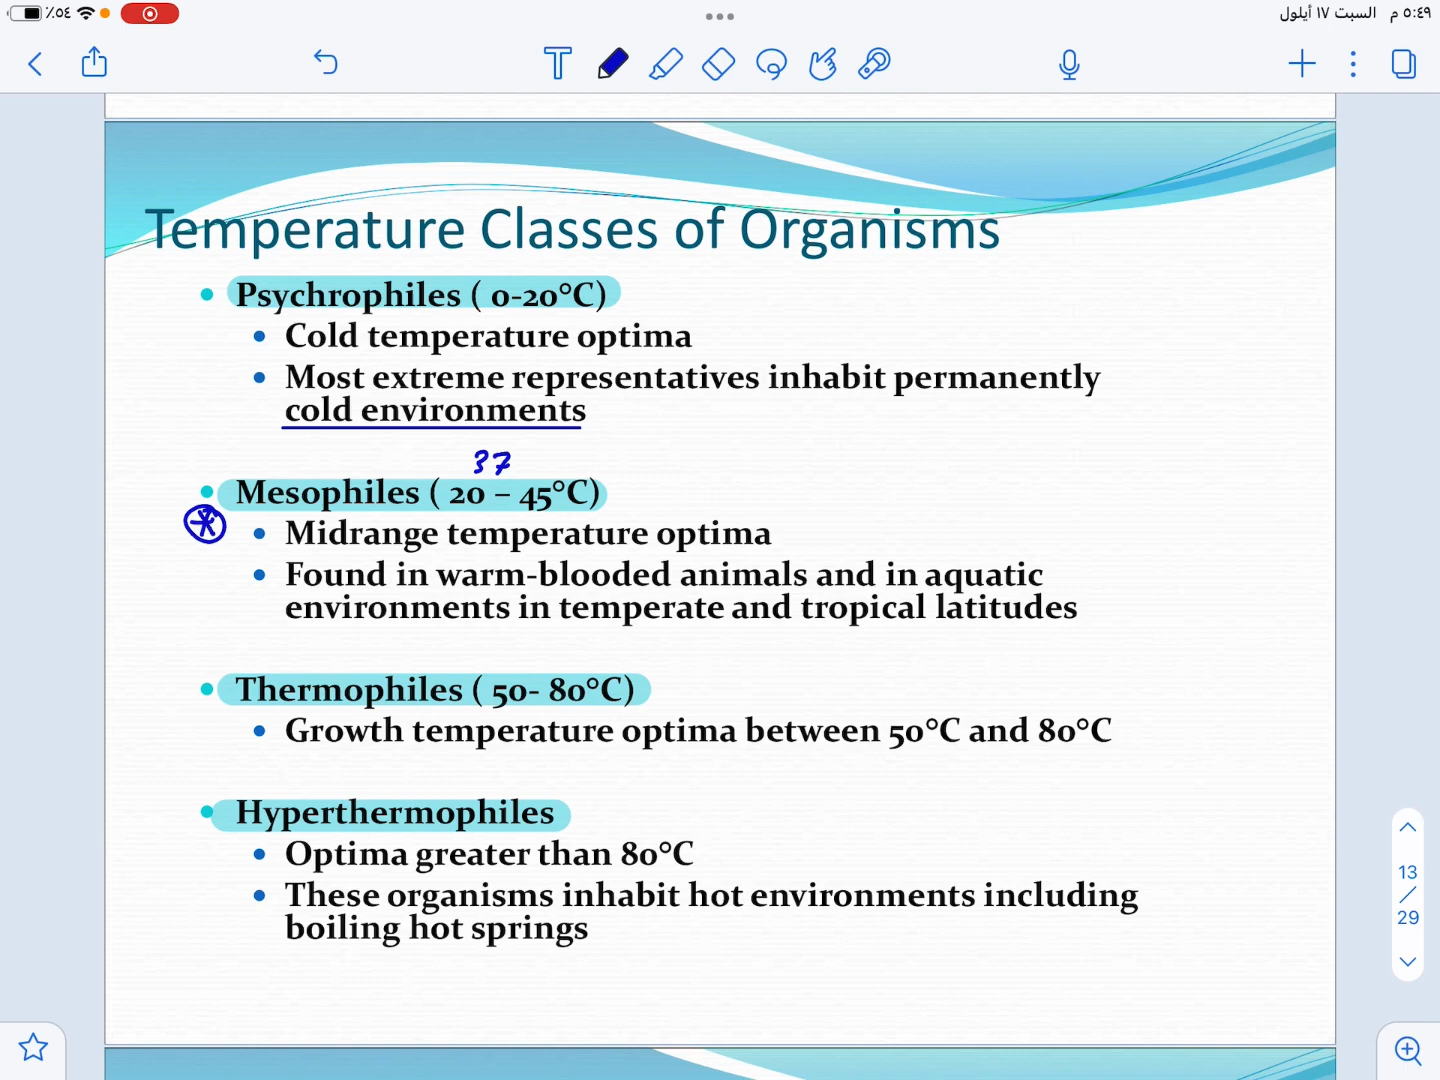 ٪٥٤
٥:٤٩ م السبت ١٧ أيلول
Temperature Classes of Organisms
• Psychrophiles ( 0-20°C)
• Cold temperature optima
• Most extreme representatives inhabit permanently
cold environments
37
• Mesophiles ( 20 – 45°C)
• Midrange temperature optima
• Found in warm-blooded animals and in aquatic
environments in temperate and tropical latitudes
• Thermophiles ( 50- 80°C)
• Growth temperature optima between 50°C and 80°C
• Hyperthermophiles
• Optima greater than 80°C
• These organisms inhabit hot environments including
boiling hot springs
13
/
29